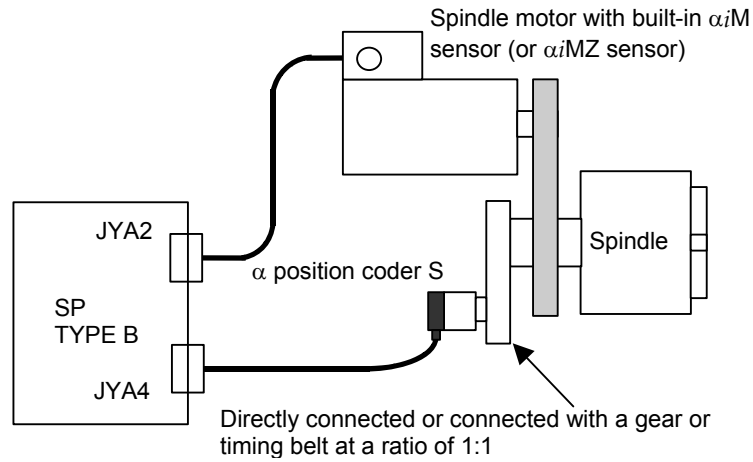 Spindle motor with built-in αiM
sensor (or αiMZ sensor)
JYA2
Spindle
α position coder S
SP
TYPE B
JYA4
Directly connected or connected with a gear or
timing belt at a ratio of 1:1